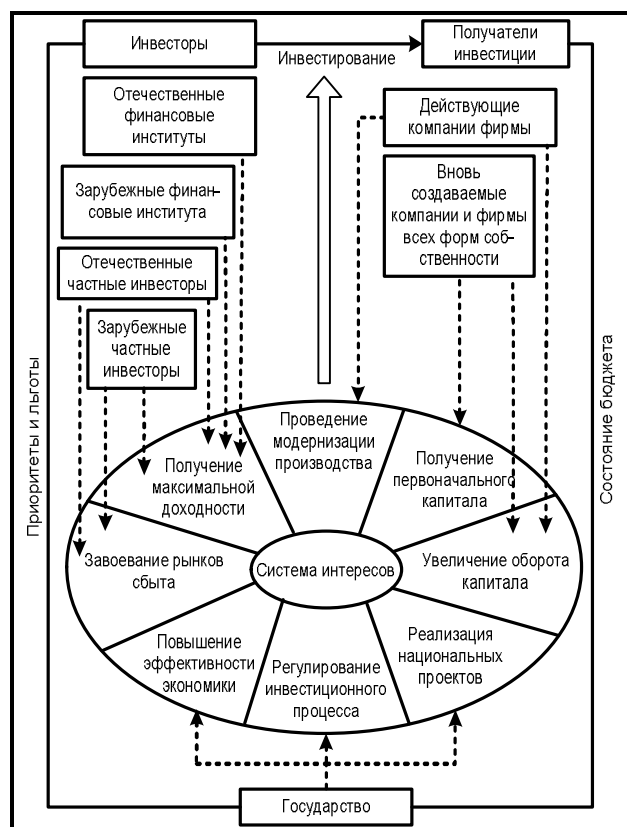 Инвесторы
Инвестирование
Получатели
инвестиции
Отечественные
финансовые
институты
Зарубежные финан-
совые института
Отечественные
частные инвесторы
Зарубежные
частные
инвесторы
Действующие
компании фирмы
Вновь
создаваемые
компании и фирмы
всех форм соб-
ственности
Приоритеты и льготы
Состояние бюджета
Проведение
модернизации
производства
Получение
максимальной
доходности
Получение
первоначального
капитала
Завоевание рынков
сбыта
Система интересов
Увеличение оборота
капитала
Повышение
эффективности
экономики
Регулирование
инвестиционного
процесса
Реализация
национальных
проектов
Государство